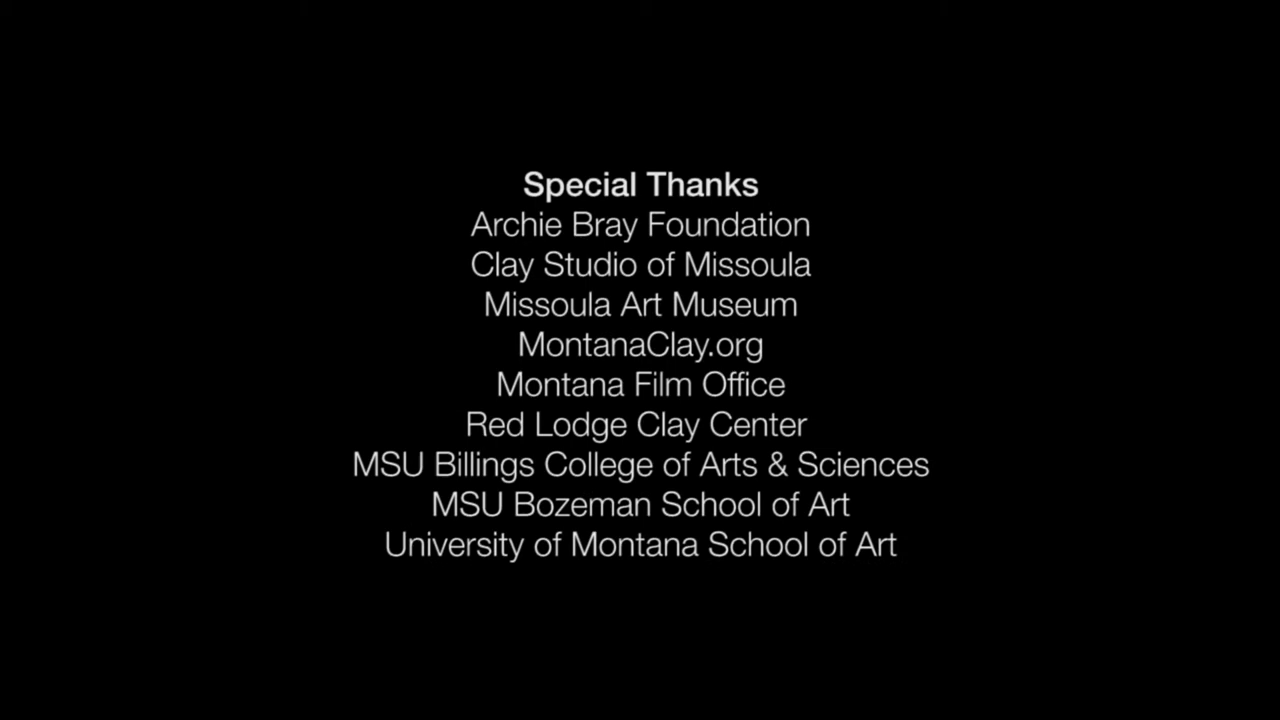 Special Thanks
Archie Bray Foundation
Clay Studio of Missoula
Missoula Art Museum
MontanaClay.org
Montana Film Office
Red Lodge Clay Center
MSU Billings College of Arts & Sciences
MSU Bozeman School of Art
University of Montana School of Art